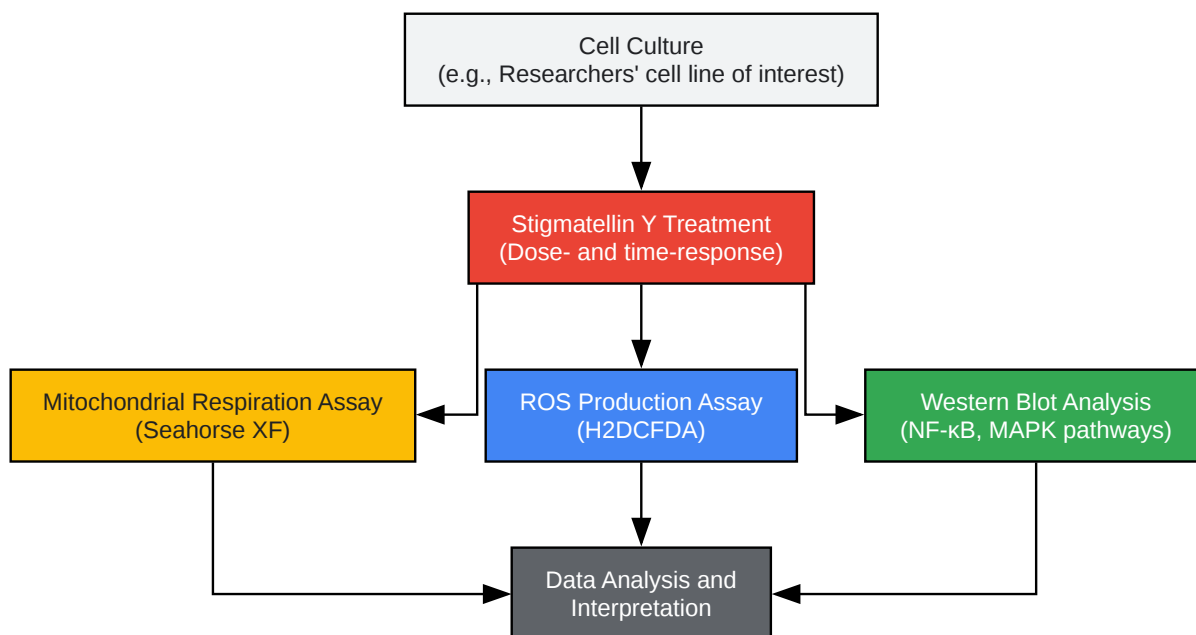 Cell Culture
(e.g., Researchers' cell line of interest)
Stigmatellin Y Treatment
(Dose- and time-response)
Mitochondrial Respiration Assay
(Seahorse XF)
ROS Production Assay
(H2DCFDA)
Western Blot Analysis
(NF-κB, MAPK pathways)
Data Analysis and
Interpretation